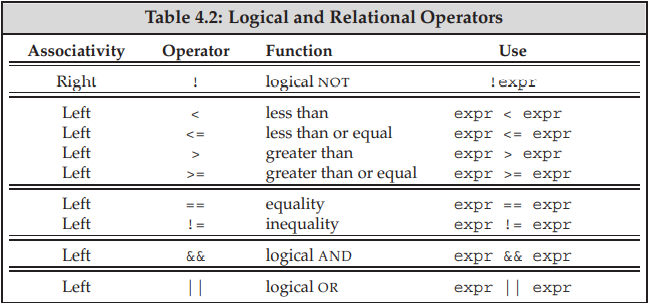 Table 4.2: Logical and Relational Operators
Associativity Operator Function Use
Right ! logical NOT !expr
Left < less than expr < expr
Left <= less than or equal expr <= expr
Left > greater than expr > expr
Left >= greater than or equal expr >= expr
Left == equality expr == expr
Left != inequality expr != expr
Left && logical AND expr && expr
Left || logical OR expr || expr